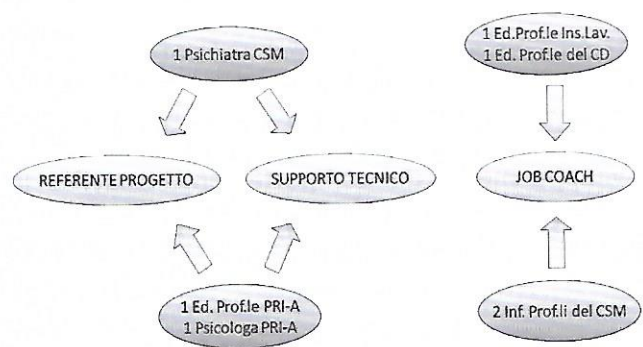 1 Psichiatra CSM
1 Ed.Prof.le Ins.Lav.
1 Ed. Prof.le del CD
REFERENTE PROGETTO
SUPPORTO TECNICO
JOB COACH
1 Ed. Prof.le PRI-A
1 Psicologa PRI-A
2 Inf. Prof.li del CSM